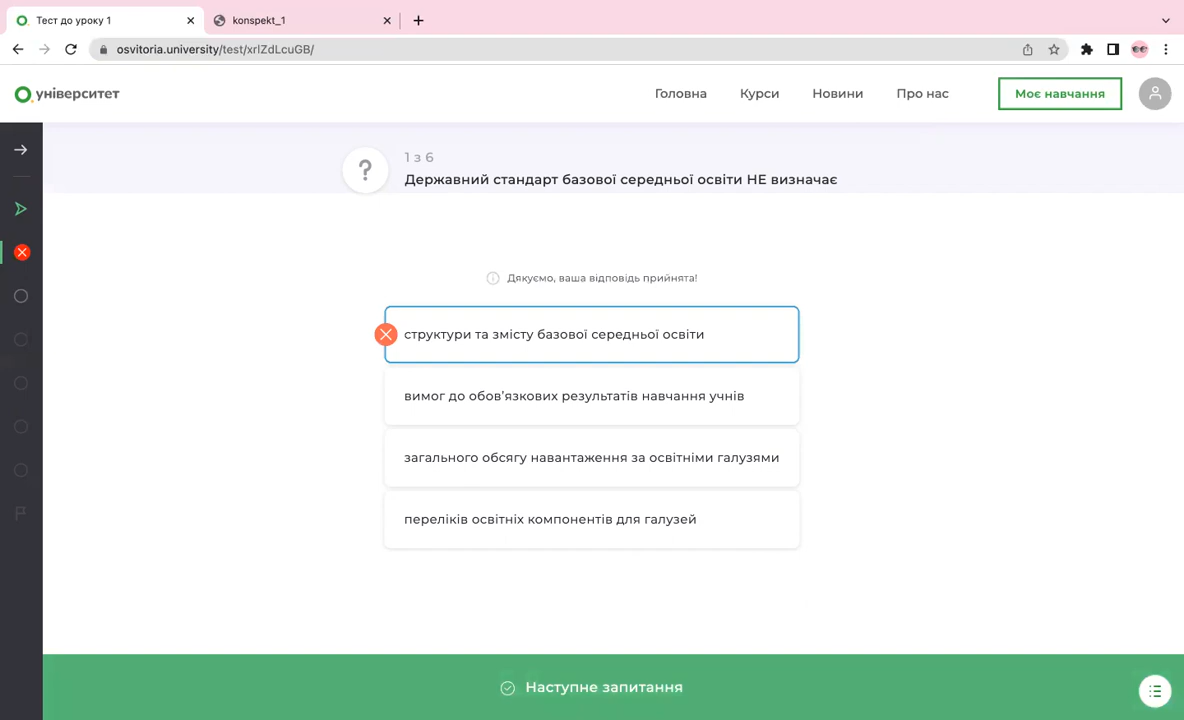 Тест до уроку 1
konspekt_1
osvitoria.university/test/xrlZdLcuGB/
університет
Головна
Курси
Новини
Про нас
Моє навчання
1 з 6
?
Державний стандарт базової середньої освіти НЕ визначає
Дякуємо, ваша відповідь прийнята!
структури та змісту базової середньої освіти
вимог до обов’язкових результатів навчання учнів
загального обсягу навантаження за освітніми галузями
переліків освітніх компонентів для галузей
Наступне запитання